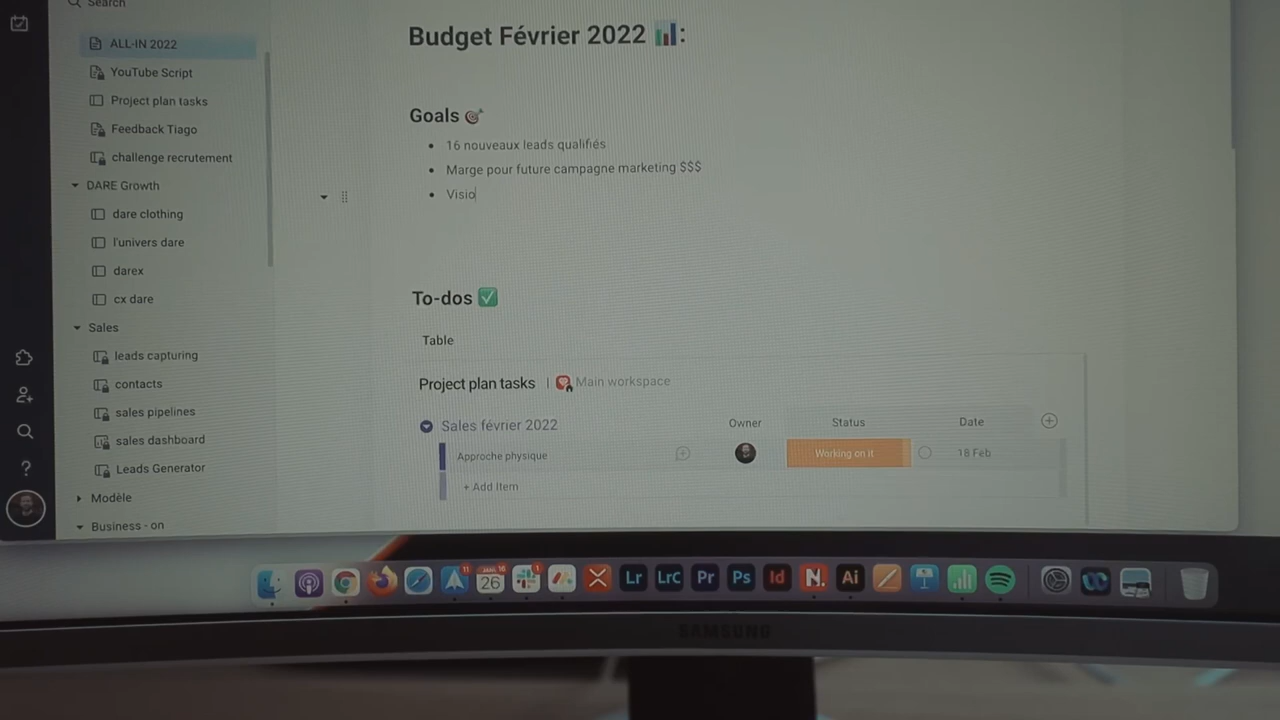 Search
ALL-IN 2022
YouTube Script
Project plan tasks
Feedback Tiago
challenge recrutement
DARE Growth
dare clothing
l'univers dare
darex
cx dare
Sales
leads capturing
contacts
sales pipelines
sales dashboard
Leads Generator
Modèle
Business - on
Budget Février 2022 📊:
Goals 🎯
• 16 nouveaux leads qualifiés
• Marge pour future campagne marketing $$$
• Visio
To-dos ✅
Table
Project plan tasks | Main workspace
Sales février 2022 Owner Status Date
Approche physique Working on it 18 Feb
+ Add Item
11 26 1 Lr LrC Pr Ps Id N. Ai
SAMSUNG